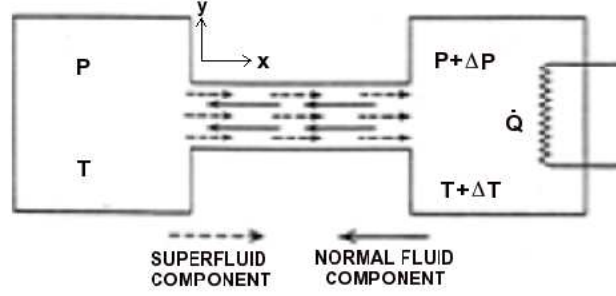 y
x
P
T
P+ΔP
Q̇
T+ΔT
SUPERFLUID
COMPONENT
NORMAL FLUID
COMPONENT